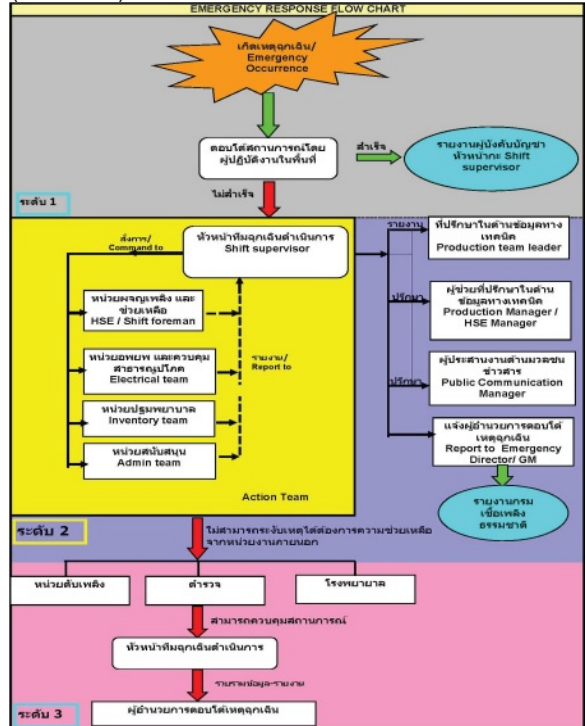 EMERGENCY RESPONSE FLOW CHART
เกิดเหตุฉุกเฉิน/
Emergency
Occurrence
ตอบโต้สถานการณ์โดย
ผู้ปฏิบัติงานในพื้นที่
สำเร็จ
รายงานผู้บังคับบัญชา
หัวหน้ากะ Shift
supervisor
ไม่สำเร็จ
ระดับ 1
สั่งการ/
Command to
หัวหน้าทีมฉุกเฉินดำเนินการ
Shift supervisor
หน่วยผจญเพลิง และ
ช่วยเหลือ
HSE / Shift foreman
หน่วยอพยพ และควบคุม
สาธารณูปโภค
Electrical team
หน่วยปฐมพยาบาล
Inventory team
หน่วยสนับสนุน
Admin team
รายงาน/
Report to
Action Team
รายงาน
ที่ปรึกษาในด้านข้อมูลทาง
เทคนิค
Production team leader
ปรึกษา
ผู้ช่วยที่ปรึกษาในด้าน
ข้อมูลทางเทคนิค
Production Manager /
HSE Manager
ปรึกษา
ผู้ประสานงานด้านมวลชน
ข่าวสาร
Public Communication
Manager
แจ้งผู้อำนวยการตอบโต้
เหตุฉุกเฉิน
Report to Emergency
Director/ GM
รายงานกรม
เชื้อเพลิง
ธรรมชาติ
ระดับ 2
ไม่สามารถระงับเหตุได้ต้องการความช่วยเหลือ
จากหน่วยงานภายนอก
หน่วยดับเพลิง
ตำรวจ
โรงพยาบาล
สามารถควบคุมสถานการณ์
หัวหน้าทีมฉุกเฉินดำเนินการ
รวบรวมข้อมูล-รายงาน
ผู้อำนวยการตอบโต้เหตุฉุกเฉิน
ระดับ 3